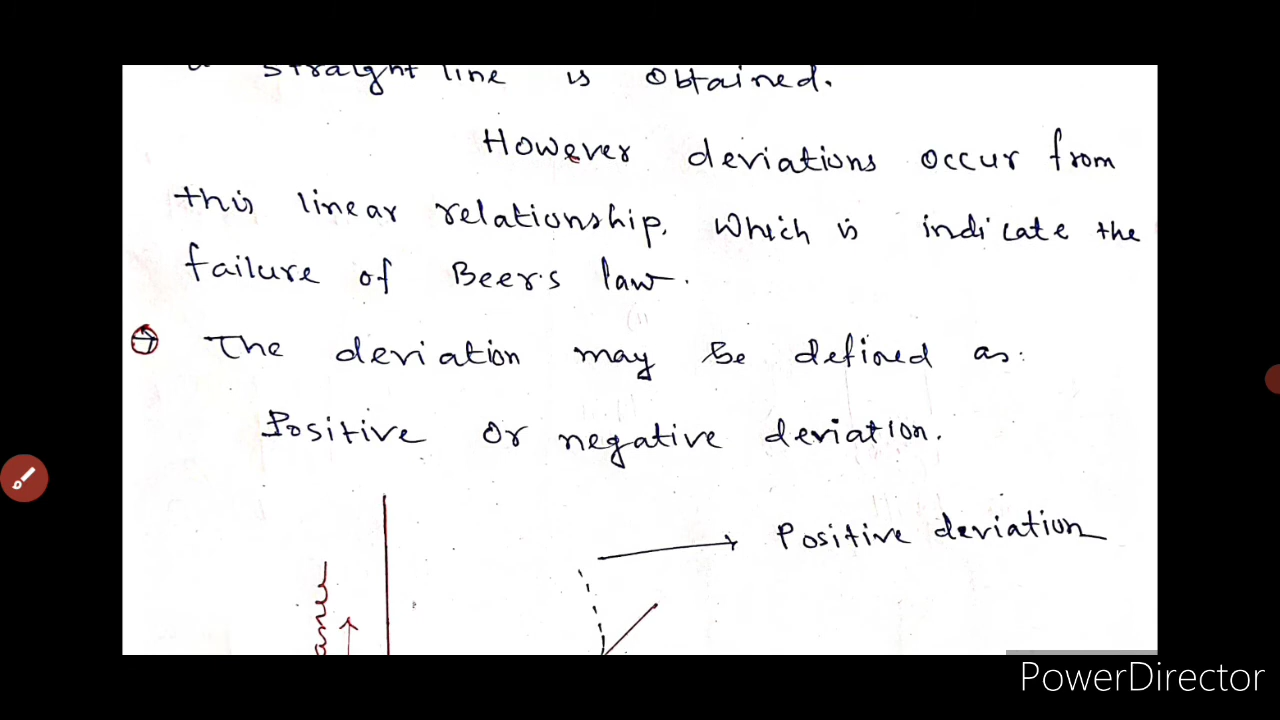 a straight line is obtained.
However deviations occur from
this linear relationship. Which is indicate the
failure of Beer's law.
The deviation may be defined as:
Positive or negative deviation.
Positive deviation
PowerDirector